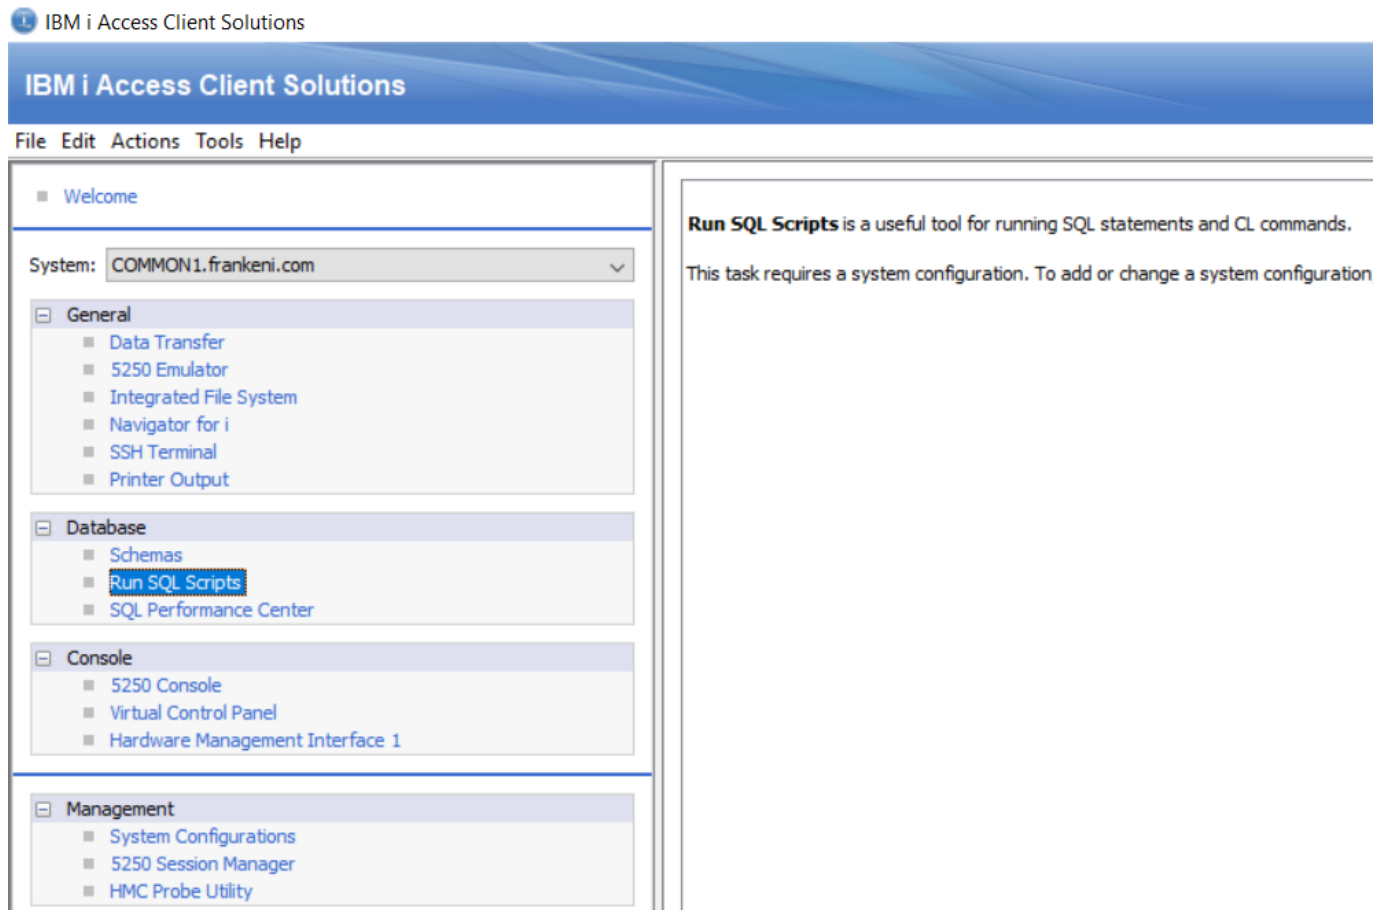 IBM i Access Client Solutions
IBM i Access Client Solutions
File Edit Actions Tools Help
Welcome
System: COMMON1.frankeni.com
General
Data Transfer
5250 Emulator
Integrated File System
Navigator for i
SSH Terminal
Printer Output
Database
Schemas
Run SQL Scripts
SQL Performance Center
Console
5250 Console
Virtual Control Panel
Hardware Management Interface 1
Management
System Configurations
5250 Session Manager
HMC Probe Utility
Run SQL Scripts is a useful tool for running SQL statements and CL commands.
This task requires a system configuration. To add or change a system configuration,